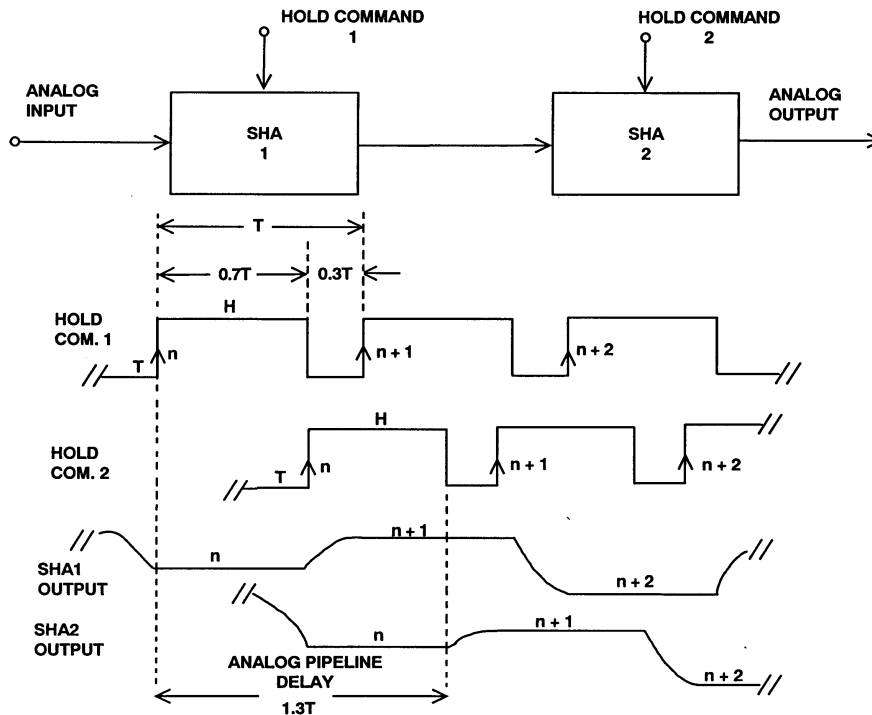 HOLD COMMAND
1
HOLD COMMAND
2
ANALOG
INPUT
SHA
1
SHA
2
ANALOG
OUTPUT
T
0.7T
0.3T
H
HOLD
COM. 1
T
n
n + 1
n + 2
H
HOLD
COM. 2
T
n
n + 1
n + 2
SHA1
OUTPUT
n
n + 1
n + 2
SHA2
OUTPUT
n
n + 1
n + 2
ANALOG PIPELINE
DELAY
1.3T